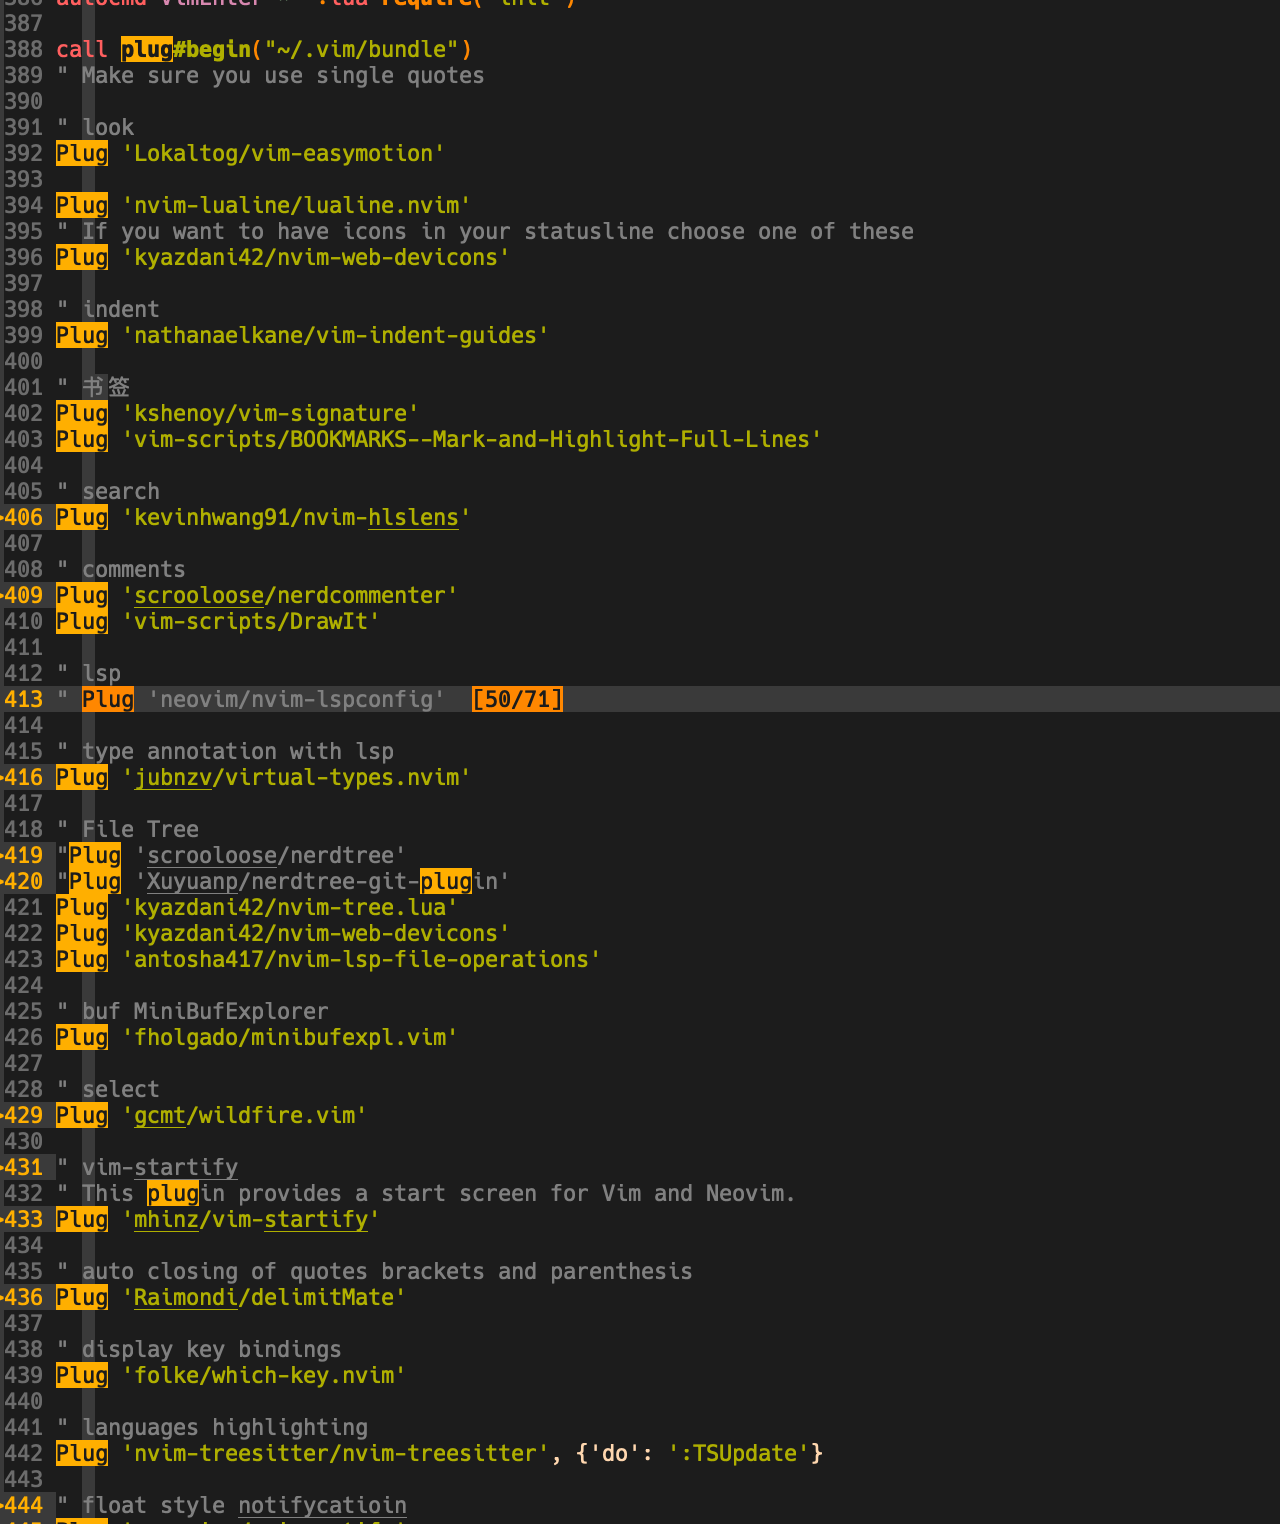 387
388 call plug#begin("~/.vim/bundle")
389 " Make sure you use single quotes
390
391 " look
392 Plug 'Lokaltog/vim-easymotion'
393
394 Plug 'nvim-lualine/lualine.nvim'
395 " If you want to have icons in your statusline choose one of these
396 Plug 'kyazdani42/nvim-web-devicons'
397
398 " indent
399 Plug 'nathanaelkane/vim-indent-guides'
400
401 " 书签
402 Plug 'kshenoy/vim-signature'
403 Plug 'vim-scripts/BOOKMARKS--Mark-and-Highlight-Full-Lines'
404
405 " search
406 Plug 'kevinhwang91/nvim-hlslens'
407
408 " comments
409 Plug 'scrooloose/nerdcommenter'
410 Plug 'vim-scripts/DrawIt'
411
412 " lsp
413 " Plug 'neovim/nvim-lspconfig' [50/71]
414
415 " type annotation with lsp
416 Plug 'jubnzv/virtual-types.nvim'
417
418 " File Tree
419 "Plug 'scrooloose/nerdtree'
420 "Plug 'Xuyuanp/nerdtree-git-plugin'
421 Plug 'kyazdani42/nvim-tree.lua'
422 Plug 'kyazdani42/nvim-web-devicons'
423 Plug 'antosha417/nvim-lsp-file-operations'
424
425 " buf MiniBufExplorer
426 Plug 'fholgado/minibufexpl.vim'
427
428 " select
429 Plug 'gcmt/wildfire.vim'
430
431 " vim-startify
432 " This plugin provides a start screen for Vim and Neovim.
433 Plug 'mhinz/vim-startify'
434
435 " auto closing of quotes brackets and parenthesis
436 Plug 'Raimondi/delimitMate'
437
438 " display key bindings
439 Plug 'folke/which-key.nvim'
440
441 " languages highlighting
442 Plug 'nvim-treesitter/nvim-treesitter', {'do': ':TSUpdate'}
443
444 " float style notifycatioin